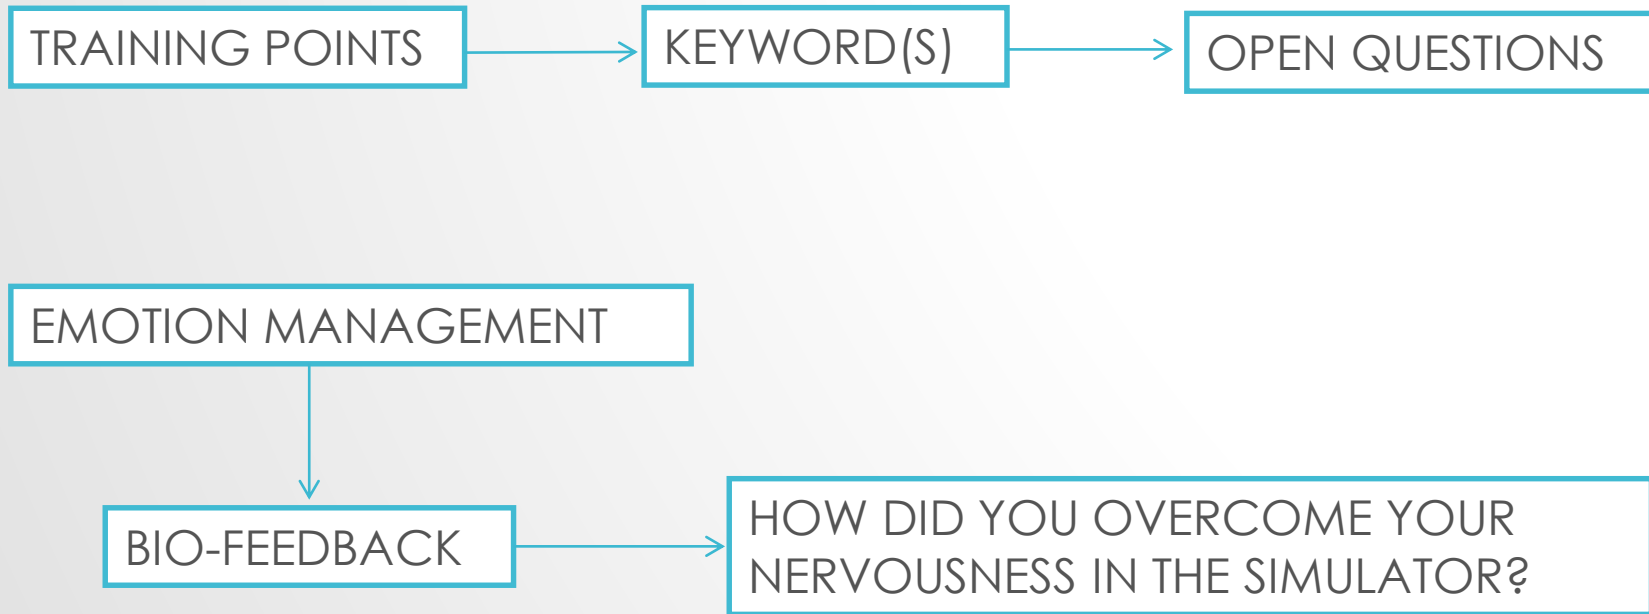 TRAINING POINTS
KEYWORD(S)
OPEN QUESTIONS
EMOTION MANAGEMENT
BIO-FEEDBACK
HOW DID YOU OVERCOME YOUR
NERVOUSNESS IN THE SIMULATOR?